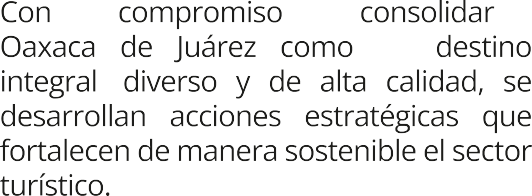 Con compromiso consolidar
Oaxaca de Juárez como destino
integral diverso y de alta calidad, se
desarrollan acciones estratégicas que
fortalecen de manera sostenible el sector
turístico.